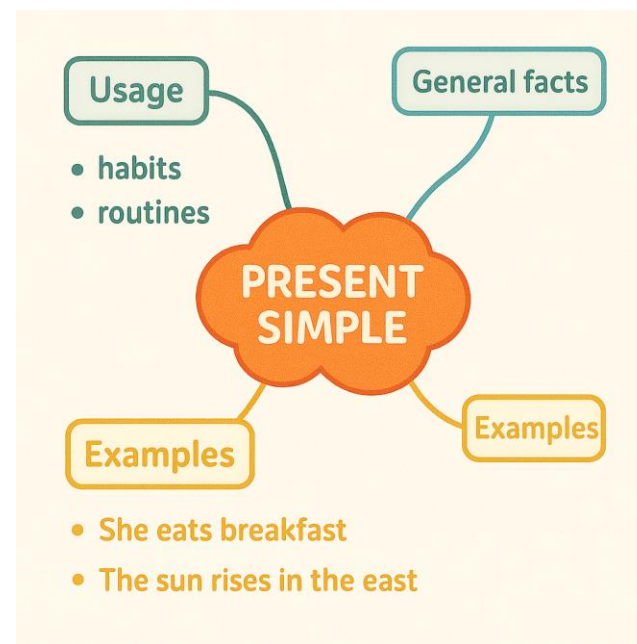 Usage
• habits
• routines
General facts
PRESENT
SIMPLE
Examples
• She eats breakfast
• The sun rises in the east
Examples